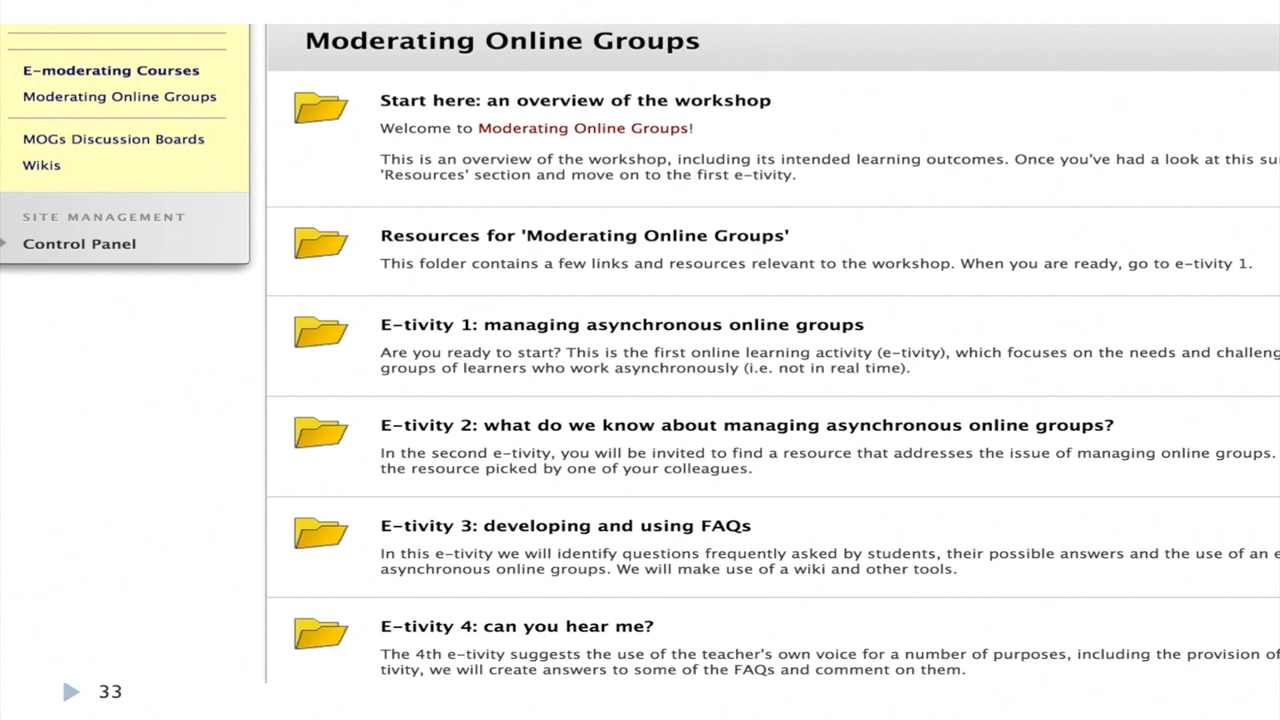 E-moderating Courses
Moderating Online Groups
MOGs Discussion Boards
Wikis
SITE MANAGEMENT
Control Panel
Moderating Online Groups
Start here: an overview of the workshop
Welcome to Moderating Online Groups!
This is an overview of the workshop, including its intended learning outcomes. Once you've had a look at this
'Resources' section and move on to the first e-tivity.
Resources for 'Moderating Online Groups'
This folder contains a few links and resources relevant to the workshop. When you are ready, go to e-tivity 1.
E-tivity 1: managing asynchronous online groups
Are you ready to start? This is the first online learning activity (e-tivity), which focuses on the needs and
groups of learners who work asynchronously (i.e. not in real time).
E-tivity 2: what do we know about managing asynchronous online groups?
In the second e-tivity, you will be invited to find a resource that addresses the issue of managing online groups.
the resource picked by one of your colleagues.
E-tivity 3: developing and using FAQs
In this e-tivity we will identify questions frequently asked by students, their possible answers and the use of an
asynchronous online groups. We will make use of a wiki and other tools.
E-tivity 4: can you hear me?
The 4th e-tivity suggests the use of the teacher's own voice for a number of purposes, including the provision of
tivity, we will create answers to some of the FAQs and comment on them.
33